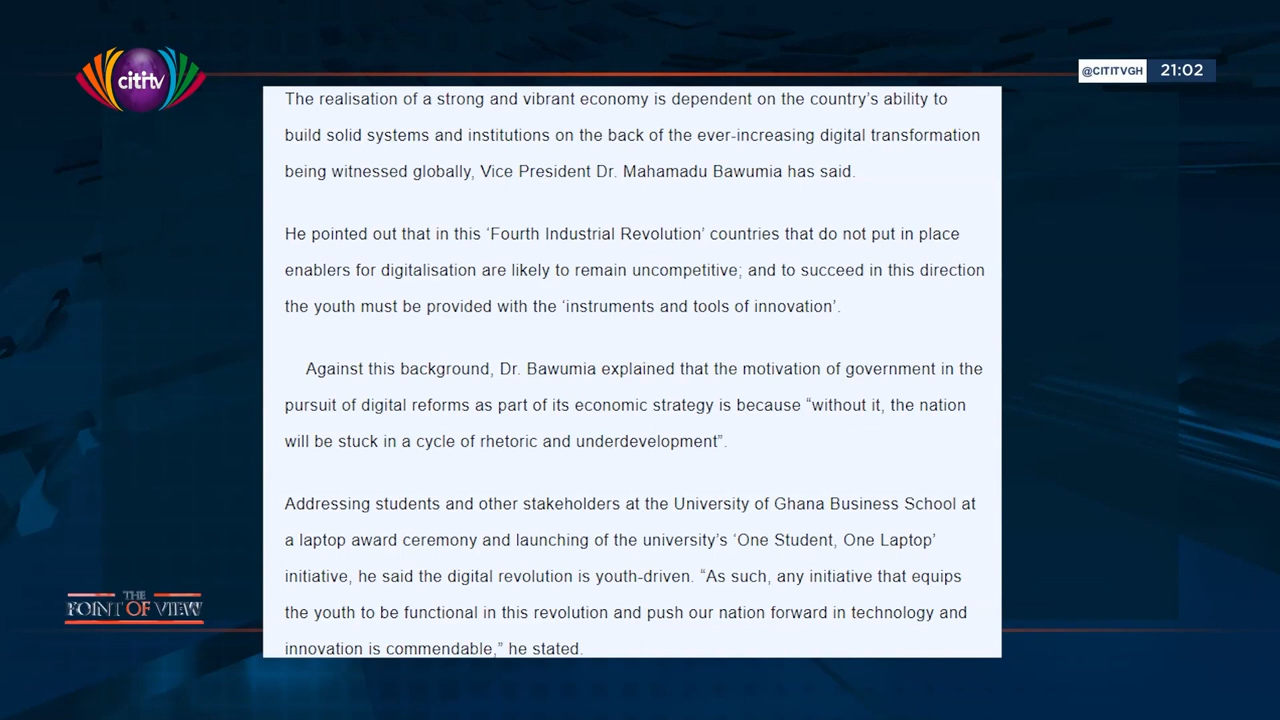 citi tv
@CITITVGH 21:02
The realisation of a strong and vibrant economy is dependent on the country’s ability to
build solid systems and institutions on the back of the ever-increasing digital transformation
being witnessed globally, Vice President Dr. Mahamadu Bawumia has said.
He pointed out that in this ‘Fourth Industrial Revolution’ countries that do not put in place
enablers for digitalisation are likely to remain uncompetitive; and to succeed in this direction
the youth must be provided with the ‘instruments and tools of innovation’.
Against this background, Dr. Bawumia explained that the motivation of government in the
pursuit of digital reforms as part of its economic strategy is because “without it, the nation
will be stuck in a cycle of rhetoric and underdevelopment”.
Addressing students and other stakeholders at the University of Ghana Business School at
a laptop award ceremony and launching of the university’s ‘One Student, One Laptop’
initiative, he said the digital revolution is youth-driven. “As such, any initiative that equips
the youth to be functional in this revolution and push our nation forward in technology and
innovation is commendable,” he stated.
THE
POINT OF VIEW